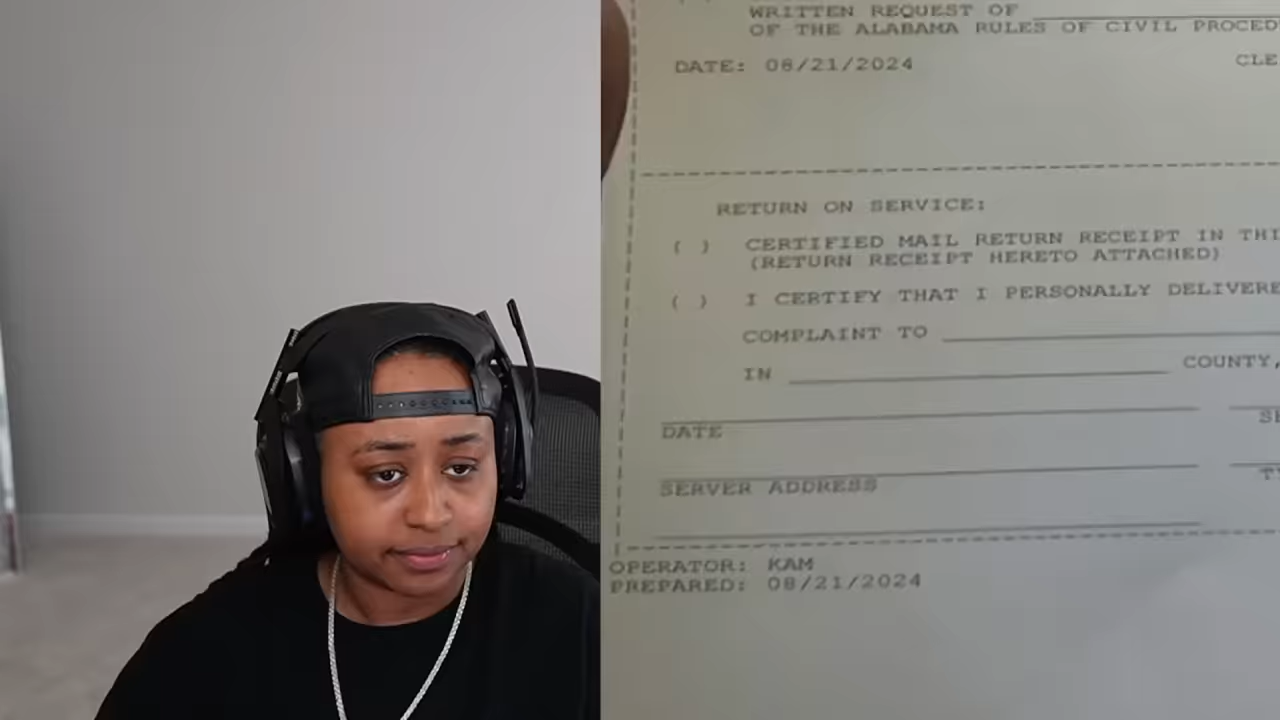 WRITTEN REQUEST OF
OF THE ALABAMA RULES OF CIVIL
DATE: 08/21/2024
RETURN ON SERVICE:
( ) CERTIFIED MAIL RETURN RECEIPT IN
(RETURN RECEIPT HERETO ATTACHED)
( ) I CERTIFY THAT I PERSONALLY
COMPLAINT TO
IN COUNTY,
DATE
SERVER ADDRESS
OPERATOR: KAM
PREPARED: 08/21/2024